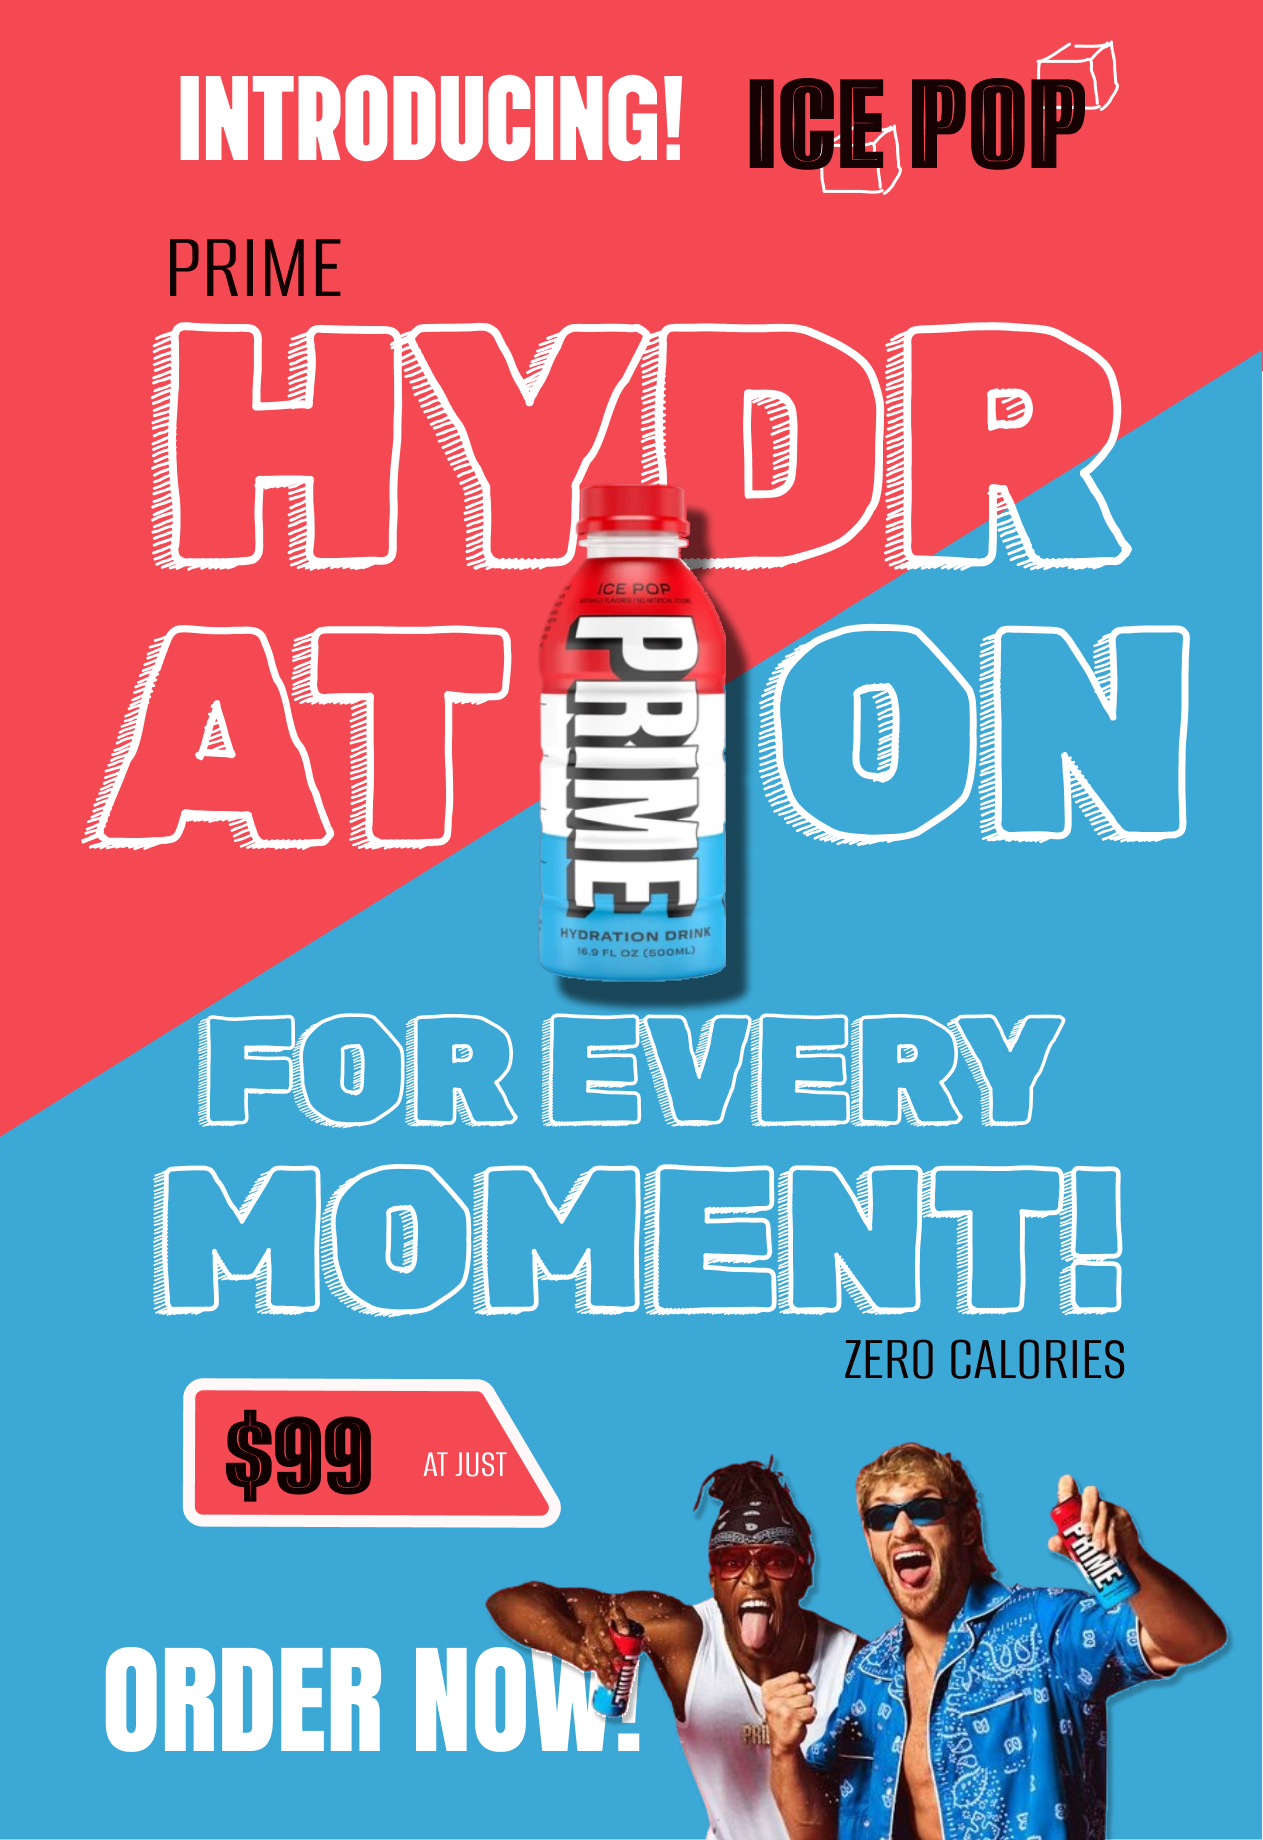 INTRODUCING! ICE POP
PRIME
HYDR
AT ON
ICE POP
PRIME
HYDRATION DRINK
16.9 FL OZ (500ML)
FOR EVERY
MOMENT!
ZERO CALORIES
$99 AT JUST
PRIME
ORDER NOW!